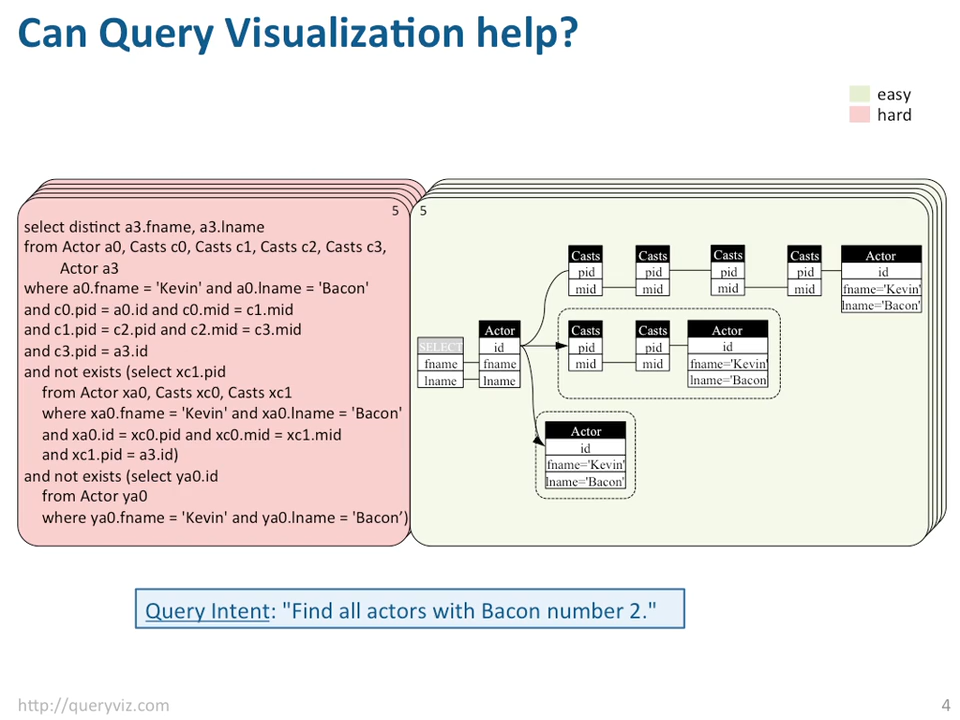 Can Query Visualization help?
easy
hard
5
select distinct a3.fname, a3.lname
from Actor a0, Casts c0, Casts c1, Casts c2, Casts c3,
Actor a3
where a0.fname = 'Kevin' and a0.lname = 'Bacon'
and c0.pid = a0.id and c0.mid = c1.mid
and c1.pid = c2.pid and c2.mid = c3.mid
and c3.pid = a3.id
and not exists (select xc1.pid
from Actor xa0, Casts xc0, Casts xc1
where xa0.fname = 'Kevin' and xa0.lname = 'Bacon'
and xa0.id = xc0.pid and xc0.mid = xc1.mid
and xc1.pid = a3.id)
and not exists (select ya0.id
from Actor ya0
where ya0.fname = 'Kevin' and ya0.lname = 'Bacon’)
5
SELECT
fname
lname
Actor
id
fname
lname
Casts
pid
mid
Casts
pid
mid
Casts
pid
mid
Casts
pid
mid
Actor
id
fname='Kevin'
lname='Bacon'
Casts
pid
mid
Casts
pid
mid
Actor
id
fname='Kevin'
lname='Bacon
Actor
id
fname='Kevin'
lname='Bacon'
Query Intent: "Find all actors with Bacon number 2."
http://queryviz.com
4